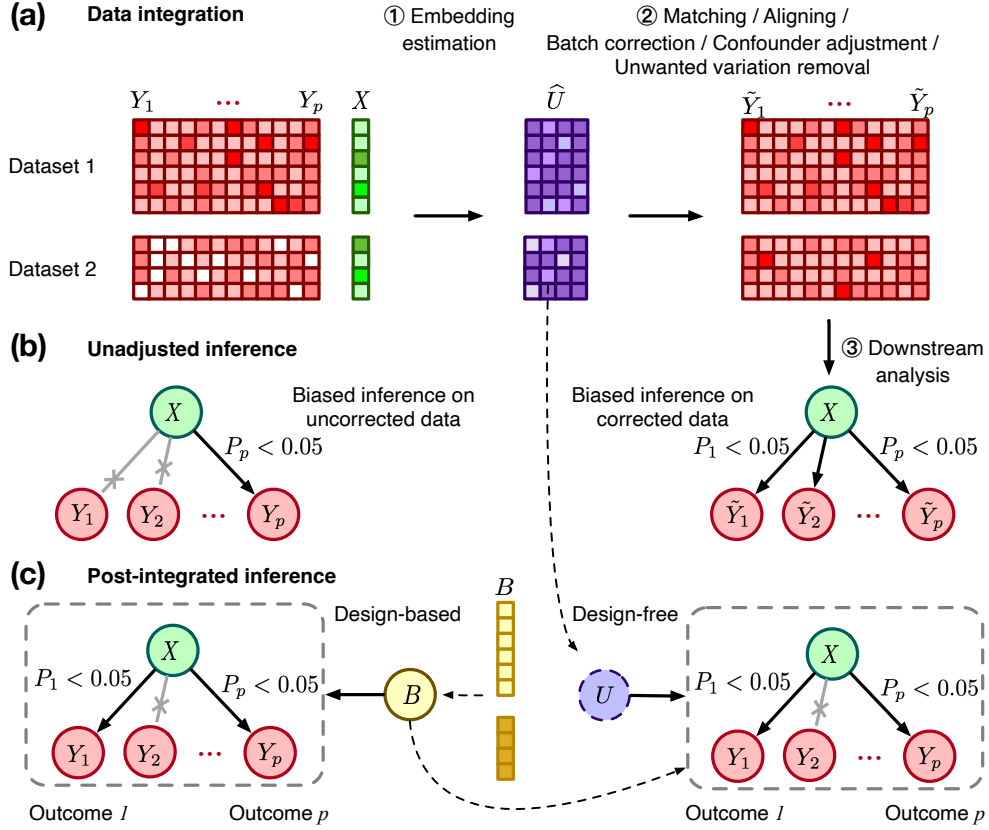 (a) Data integration
① Embedding
estimation
② Matching / Aligning /
Batch correction / Confounder adjustment /
Unwanted variation removal
Y₁ ... Yₚ X Û Ỹ₁ ... Ỹₚ
Dataset 1
Dataset 2
③ Downstream
analysis
(b) Unadjusted inference
Biased inference on
uncorrected data
X
Pₚ < 0.05
Y₁ Y₂ ... Yₚ
Biased inference on
corrected data
X
P₁ < 0.05 Pₚ < 0.05
Ỹ₁ Ỹ₂ ... Ỹₚ
(c) Post-integrated inference
Design-based
B
Design-free
X
P₁ < 0.05 Pₚ < 0.05
Y₁ Y₂ ... Yₚ
B
U
X
P₁ < 0.05 Pₚ < 0.05
Y₁ Y₂ ... Yₚ
Outcome 1 Outcome p
Outcome 1 Outcome p